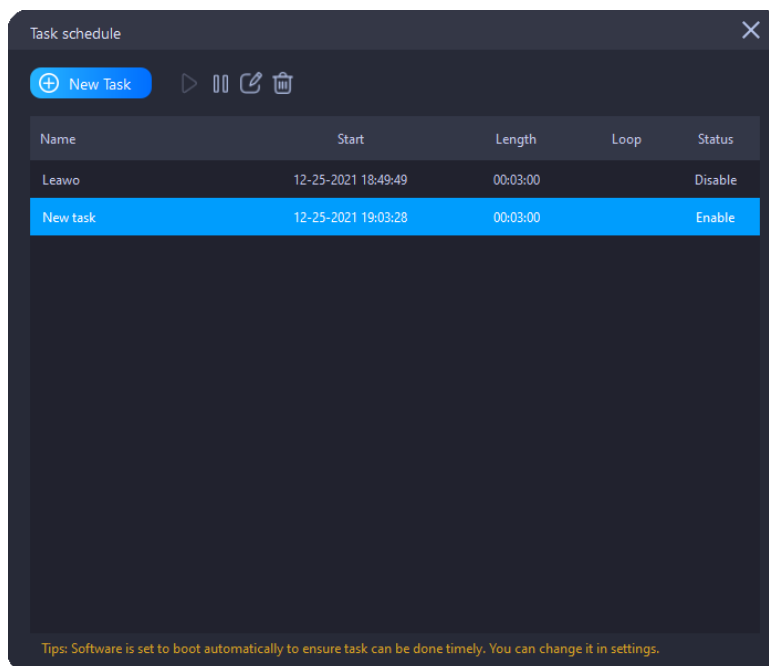 Task schedule
New Task
Name Start Length Loop Status
Leawo 12-25-2021 18:49:49 00:03:00 Disable
New task 12-25-2021 19:03:28 00:03:00 Enable
Tips: Software is set to boot automatically to ensure task can be done timely. You can change it in settings.